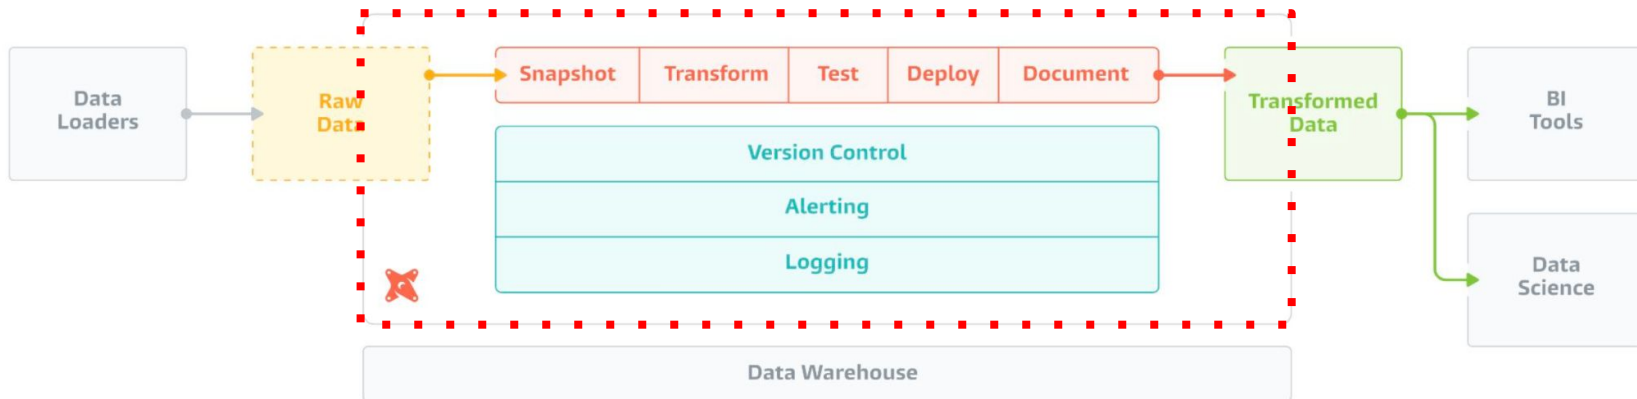 Data
Loaders
Raw
Data
Snapshot
Transform
Test
Deploy
Document
Version Control
Alerting
Logging
Transformed
Data
BI
Tools
Data
Science
Data Warehouse